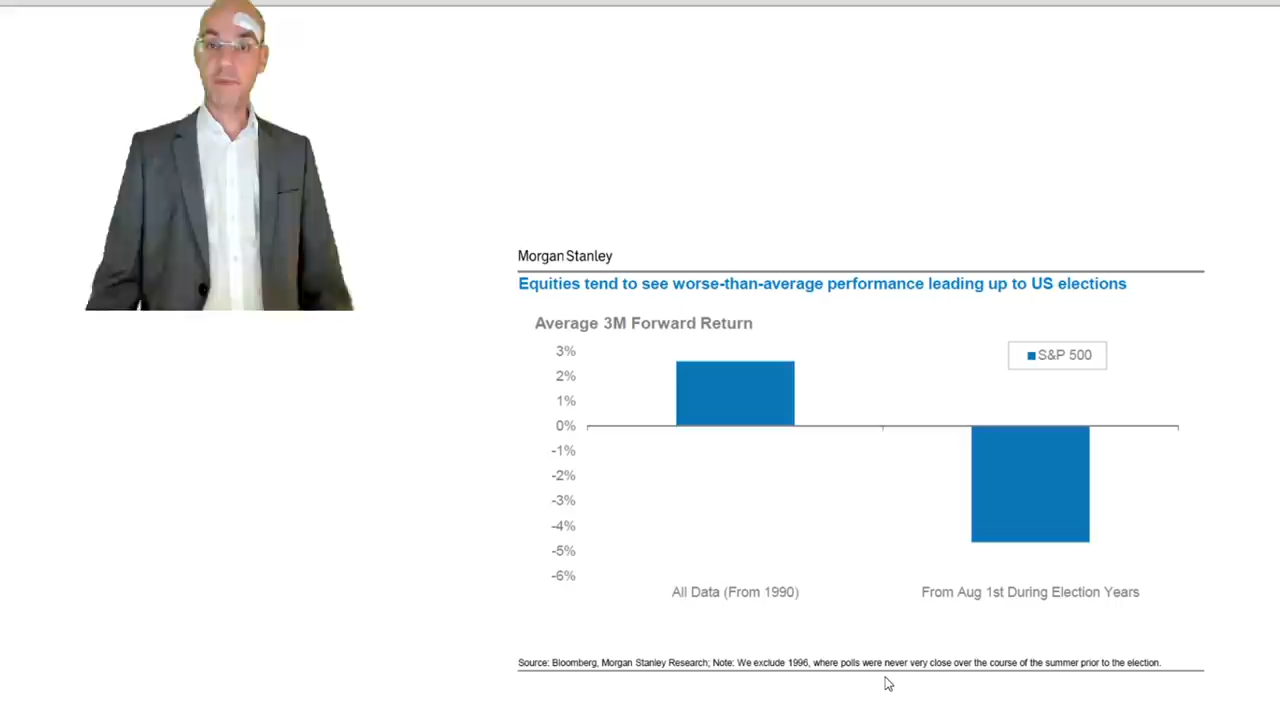 Morgan Stanley
Equities tend to see worse-than-average performance leading up to US elections
Average 3M Forward Return
S&P 500
3%
2%
1%
0%
-1%
-2%
-3%
-4%
-5%
-6%
All Data (From 1990)
From Aug 1st During Election Years
Source: Bloomberg, Morgan Stanley Research; Note: We exclude 1996, where polls were never very close over the course of the summer prior to the election.